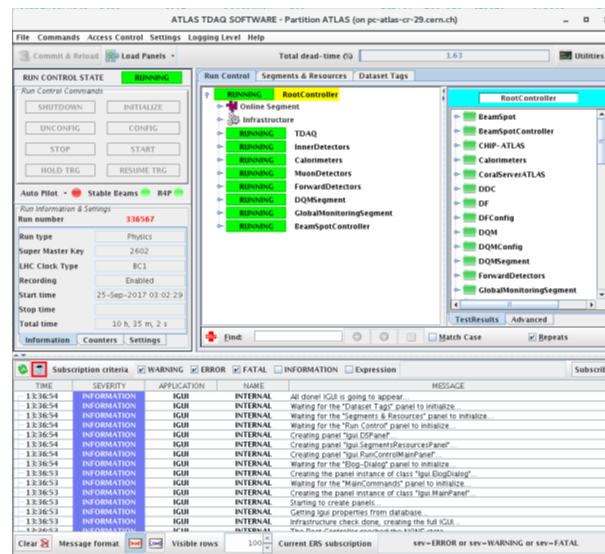 ATLAS TDAQ SOFTWARE - Partition ATLAS (on pc-atlas-cr-29.cern.ch)
File Commands Access Control Settings Logging Level Help
Commit & Reload Load Panels Total dead-time (%) 1.63 Utilities
RUN CONTROL STATE RUNNING
Run Control Commands
SHUTDOWN INITIALIZE
UNCONFIG CONFIG
STOP START
HOLD TRG RESUME TRG
Auto Pilot - Stable Beams R4P
Run Information & Settings
Run number 336567
Run type Physics
Super Master Key 2602
LHC Clock Type BC1
Recording Enabled
Start time 25-Sep-2017 03:02:29
Stop time
Total time 10 h, 35 m, 2 s
Information Counters Settings
Run Control Segments & Resources Dataset Tags
RUNNING RootController
Online Segment
Infrastructure
RUNNING TDAQ
RUNNING InnerDetectors
RUNNING Calorimeters
RUNNING MuonDetectors
RUNNING ForwardDetectors
RUNNING DQMSegment
RUNNING GlobalMonitoringSegment
RUNNING BeamSpotController
RootController
BeamSpot
BeamSpotController
CHIP-ATLAS
Calorimeters
CoralServerATLAS
DDC
DF
DFConfig
DQM
DQMConfig
DQMSegment
ForwardDetectors
GlobalMonitoringSegment
TestResults Advanced
Find: Match Case Repeats
Subscription criteria WARNING ERROR FATAL INFORMATION Expression Subscrib
TIME SEVERITY APPLICATION NAME MESSAGE
13:36:54 INFORMATION IGUI INTERNAL All done! IGUI is going to appear...
13:36:54 INFORMATION IGUI INTERNAL Waiting for the "Dataset Tags" panel to initialize...
13:36:54 INFORMATION IGUI INTERNAL Waiting for the "Segments & Resources" panel to initialize...
13:36:54 INFORMATION IGUI INTERNAL Waiting for the "Run Control" panel to initialize...
13:36:54 INFORMATION IGUI INTERNAL Creating panel "Igui.DSPanel"...
13:36:54 INFORMATION IGUI INTERNAL Creating panel "Igui.SegmentsResourcesPanel"...
13:36:54 INFORMATION IGUI INTERNAL Creating panel "Igui.RunControlMainPanel"...
13:36:54 INFORMATION IGUI INTERNAL Waiting for the "Elog-Dialog" panel to initialize...
13:36:53 INFORMATION IGUI INTERNAL Creating the panel instance of class "Igui.ElogDialog"...
13:36:54 INFORMATION IGUI INTERNAL Waiting for the "MainCommands" panel to initialize...
13:36:53 INFORMATION IGUI INTERNAL Creating the panel instance of class "Igui.MainPanel"...
13:36:53 INFORMATION IGUI INTERNAL Starting to create panels...
13:36:53 INFORMATION IGUI INTERNAL Getting Igui properties from database...
13:36:53 INFORMATION IGUI INTERNAL Infrastructure check done, creating the full IGUI...
Clear Message format Visible rows 100 Current ERS subscription sev=ERROR or sev=WARNING or sev=FATAL